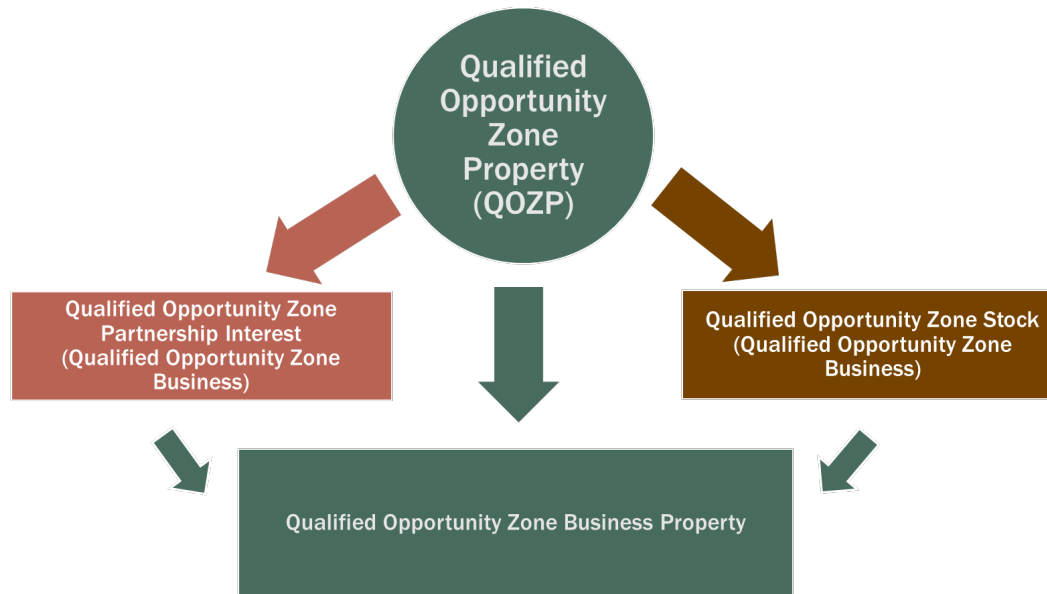 Qualified
Opportunity
Zone
Property
(QOZP)
Qualified Opportunity Zone
Partnership Interest
(Qualified Opportunity Zone
Business)
Qualified Opportunity Zone Stock
(Qualified Opportunity Zone
Business)
Qualified Opportunity Zone Business Property